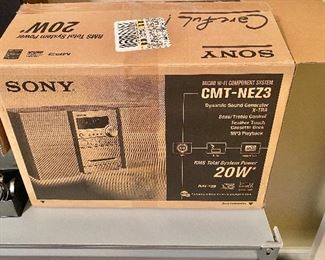 Careful!
RMS Total System Power
20W*
MP3
SONY
SONY
MICRO HI-FI COMPONENT SYSTEM
CMT-NEZ3
Dynamic Sound Generator
X-TRA
Bass/Treble Control
Feather Touch
Cassette Deck
MP3 Playback
RMS Total System Power
20W*